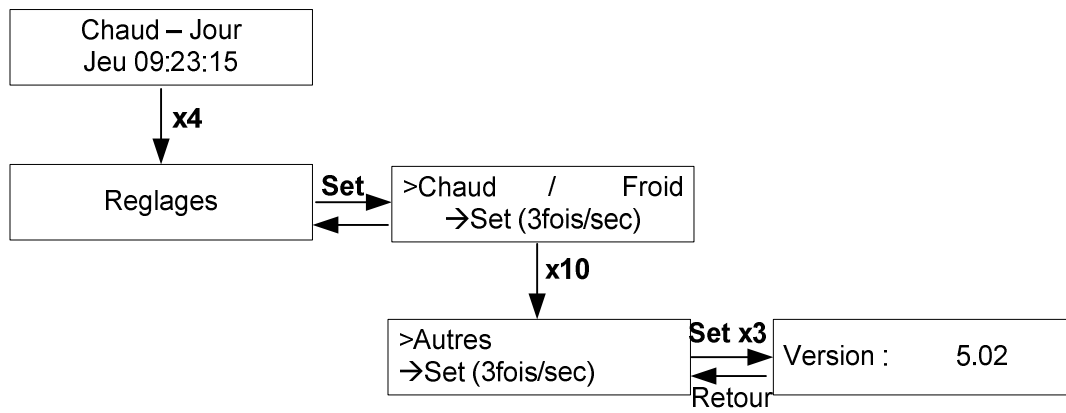 Chaud – Jour
Jeu 09:23:15
x4
Reglages
Set
>Chaud / Froid
→Set (3fois/sec)
x10
>Autres
→Set (3fois/sec)
Set x3
Retour
Version : 5.02